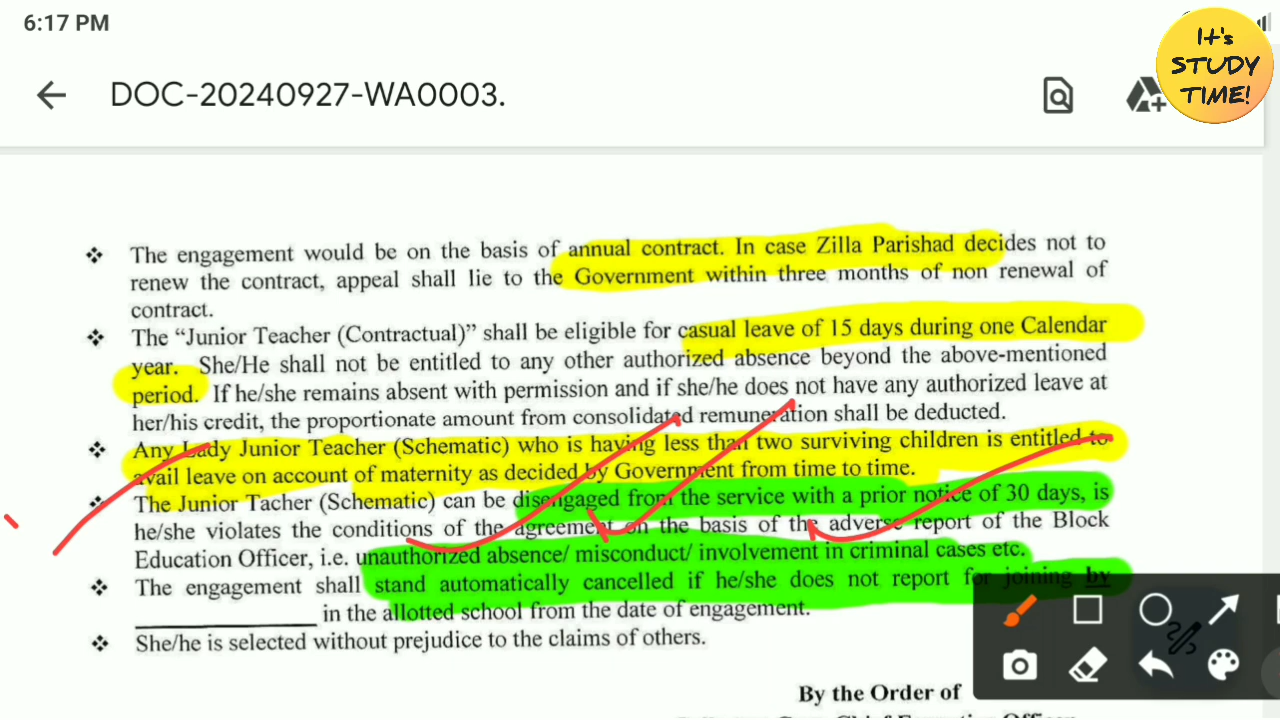 6:17 PM
It's
STUDY
TIME!
DOC-20240927-WA0003.
❖ The engagement would be on the basis of annual contract. In case Zilla Parishad decides not to
renew the contract, appeal shall lie to the Government within three months of non renewal of
contract.
❖ The “Junior Teacher (Contractual)” shall be eligible for casual leave of 15 days during one Calendar
year. She/He shall not be entitled to any other authorized absence beyond the above-mentioned
period. If he/she remains absent with permission and if she/he does not have any authorized leave at
her/his credit, the proportionate amount from consolidated remuneration shall be deducted.
❖ Any Lady Junior Teacher (Schematic) who is having less than two surviving children is entitled to
avail leave on account of maternity as decided by Government from time to time.
❖ The Junior Tacher (Schematic) can be disengaged from the service with a prior notice of 30 days, is
he/she violates the conditions of the agreement on the basis of the adverse report of the Block
Education Officer, i.e. unauthorized absence/ misconduct/ involvement in criminal cases etc.
❖ The engagement shall stand automatically cancelled if he/she does not report for joining by
in the allotted school from the date of engagement.
❖ She/he is selected without prejudice to the claims of others.
By the Order of